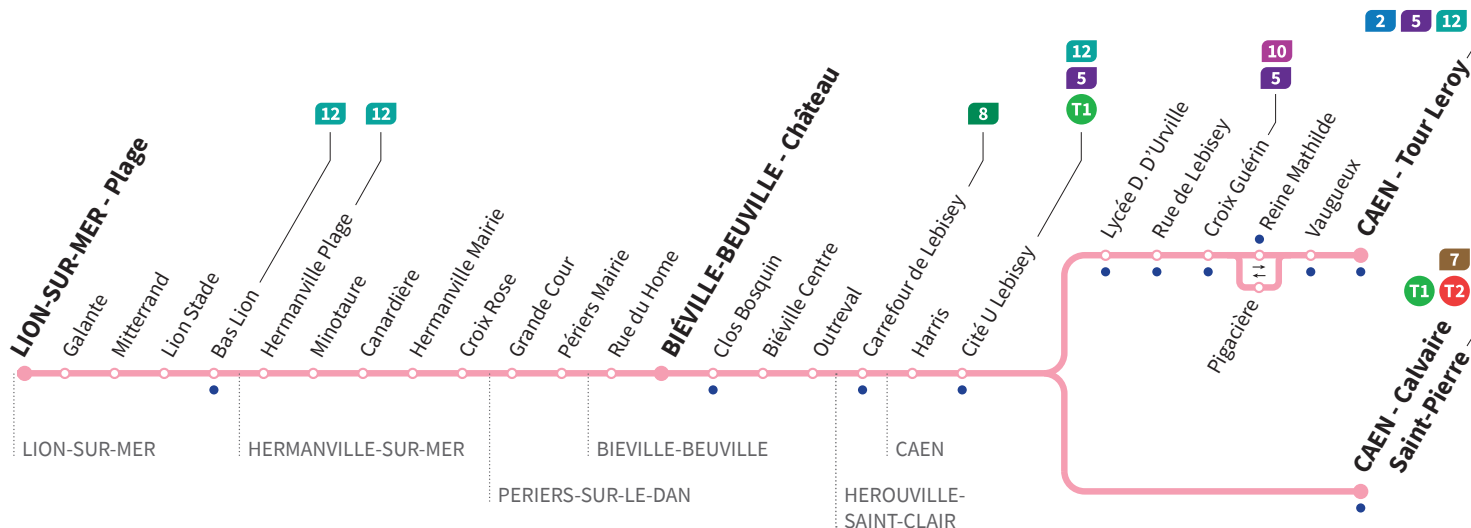 2 5 12
12
5
T1
10
5
12
12
8
LION-SUR-MER - Plage
Galante
Mitterrand
Lion Stade
Bas Lion
Hermanville Plage
Minotaure
Canardière
Hermanville Mairie
Croix Rose
Grande Cour
Périers Mairie
Rue du Home
BIÉVILLE-BEUVILLE - Château
Clos Bosquin
Biéville Centre
Outreval
Carrefour de Lebisey
Harris
Cité U Lebisey
Lycée D. D'Urville
Rue de Lebisey
Croix Guérin
Reine Mathilde
Pigacière
Vaugueux
CAEN - Tour Leroy
7
T1 T2
CAEN - Calvaire
Saint-Pierre
LION-SUR-MER
HERMANVILLE-SUR-MER
PERIERS-SUR-LE-DAN
BIEVILLE-BEUVILLE
HEROUVILLE-
SAINT-CLAIR
CAEN